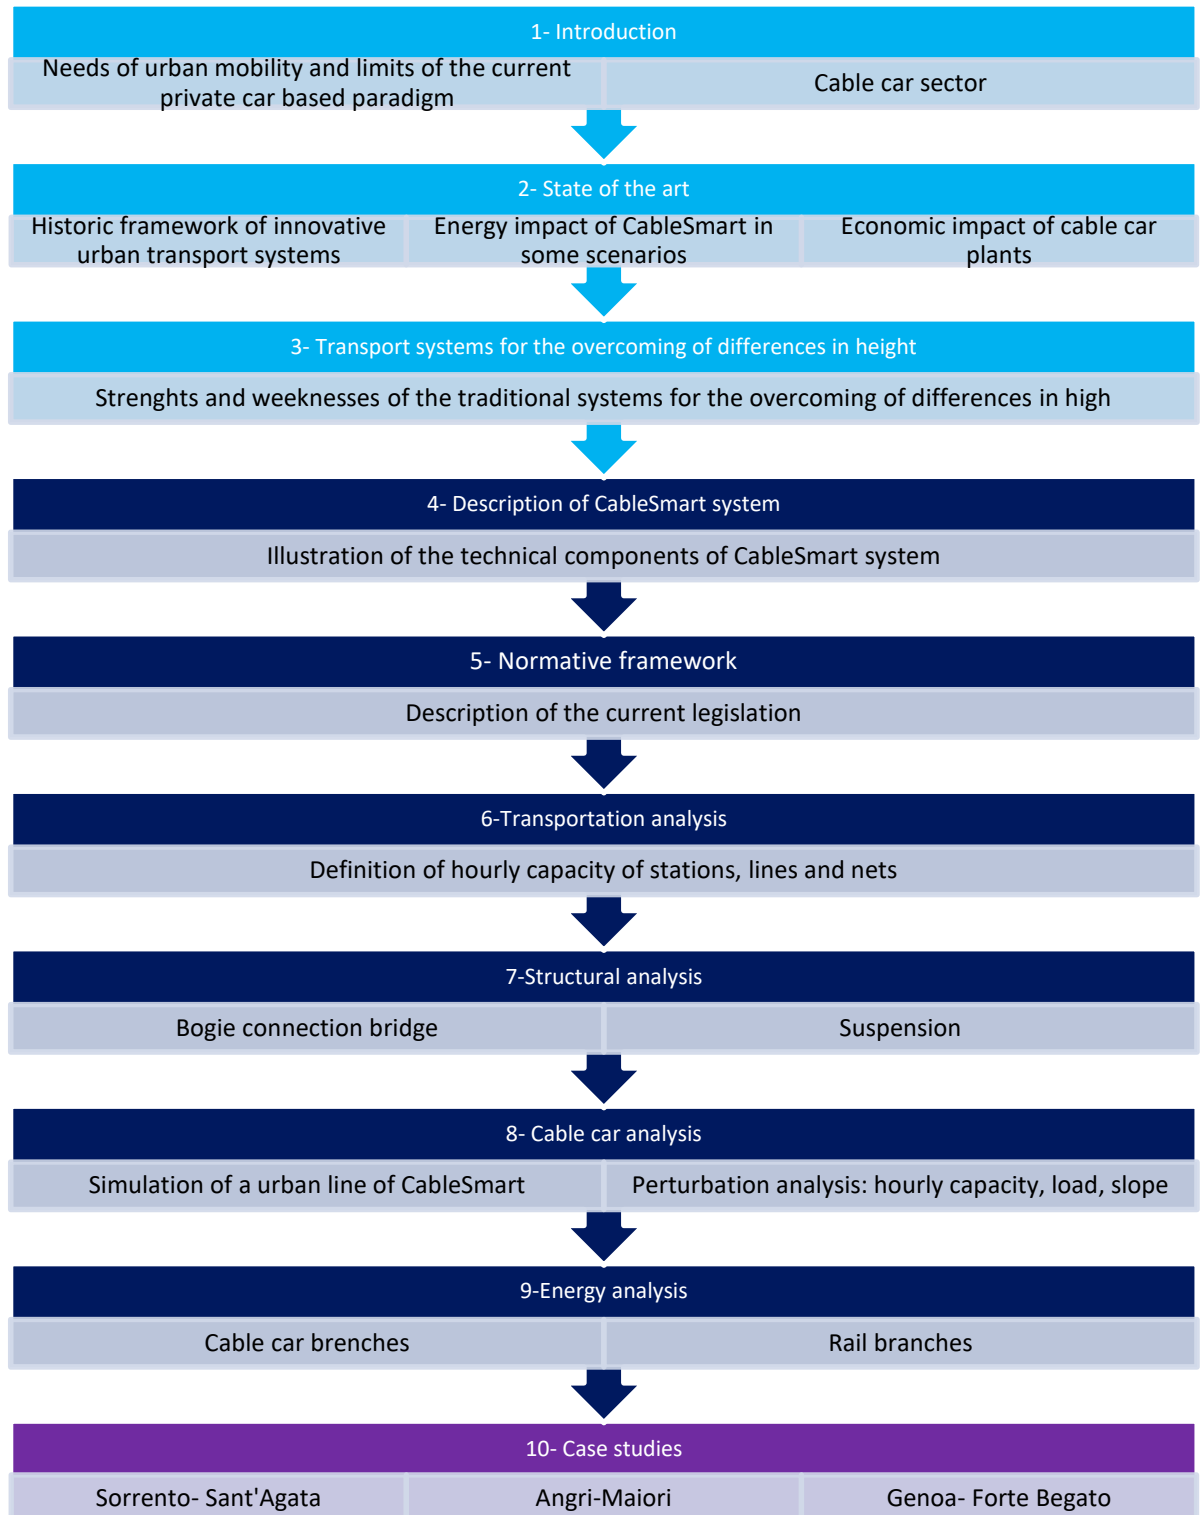 1- Introduction
Needs of urban mobility and limits of the current
private car based paradigm
Cable car sector
2- State of the art
Historic framework of innovative
urban transport systems
Energy impact of CableSmart in
some scenarios
Economic impact of cable car
plants
3- Transport systems for the overcoming of differences in height
Strenghts and weeknesses of the traditional systems for the overcoming of differences in high
4- Description of CableSmart system
Illustration of the technical components of CableSmart system
5- Normative framework
Description of the current legislation
6-Transportation analysis
Definition of hourly capacity of stations, lines and nets
7-Structural analysis
Bogie connection bridge
Suspension
8- Cable car analysis
Simulation of a urban line of CableSmart
Perturbation analysis: hourly capacity, load, slope
9-Energy analysis
Cable car brenches
Rail branches
10- Case studies
Sorrento- Sant'Agata
Angri-Maiori
Genoa- Forte Begato